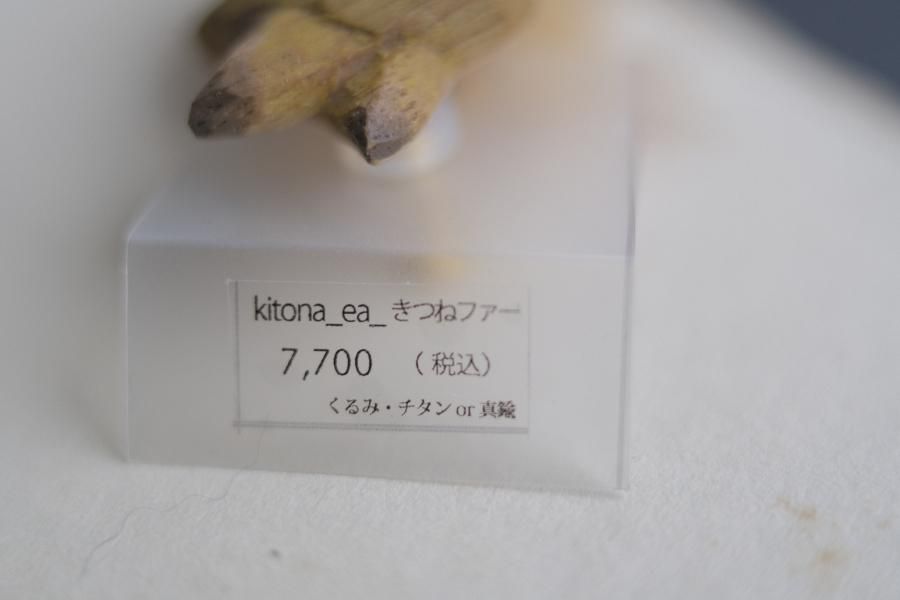 kitona_ea_きつねファー
7,700 （税込）
くるみ・チタン or 真鍮